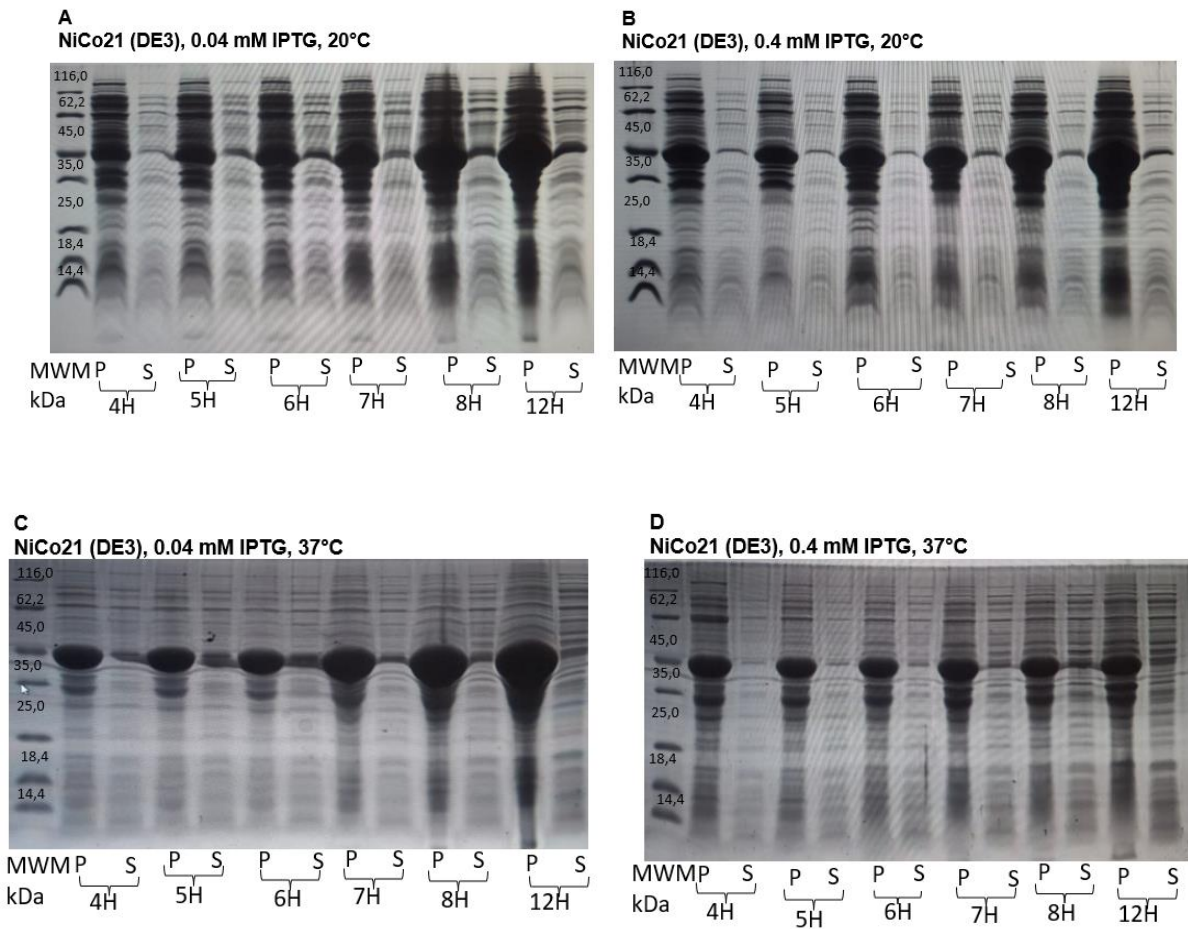 A
NiCo21 (DE3), 0.04 mM IPTG, 20°C
116,0
62,2
45,0
35,0
25,0
18,4
14,4
MWM P S P S P S P S P S P S
kDa 4H 5H 6H 7H 8H 12H
B
NiCo21 (DE3), 0.4 mM IPTG, 20°C
116,0
62,2
45,0
35,0
25,0
18,4
14,4
MWM P S P S P S P S P S P S
kDa 4H 5H 6H 7H 8H 12H
C
NiCo21 (DE3), 0.04 mM IPTG, 37°C
116,0
62,2
45,0
35,0
25,0
18,4
14,4
MWM P S P S P S P S P S P S
kDa 4H 5H 6H 7H 8H 12H
D
NiCo21 (DE3), 0.4 mM IPTG, 37°C
116,0
62,2
45,0
35,0
25,0
18,4
14,4
MWM P S P S P S P S P S P S
kDa 4H 5H 6H 7H 8H 12H